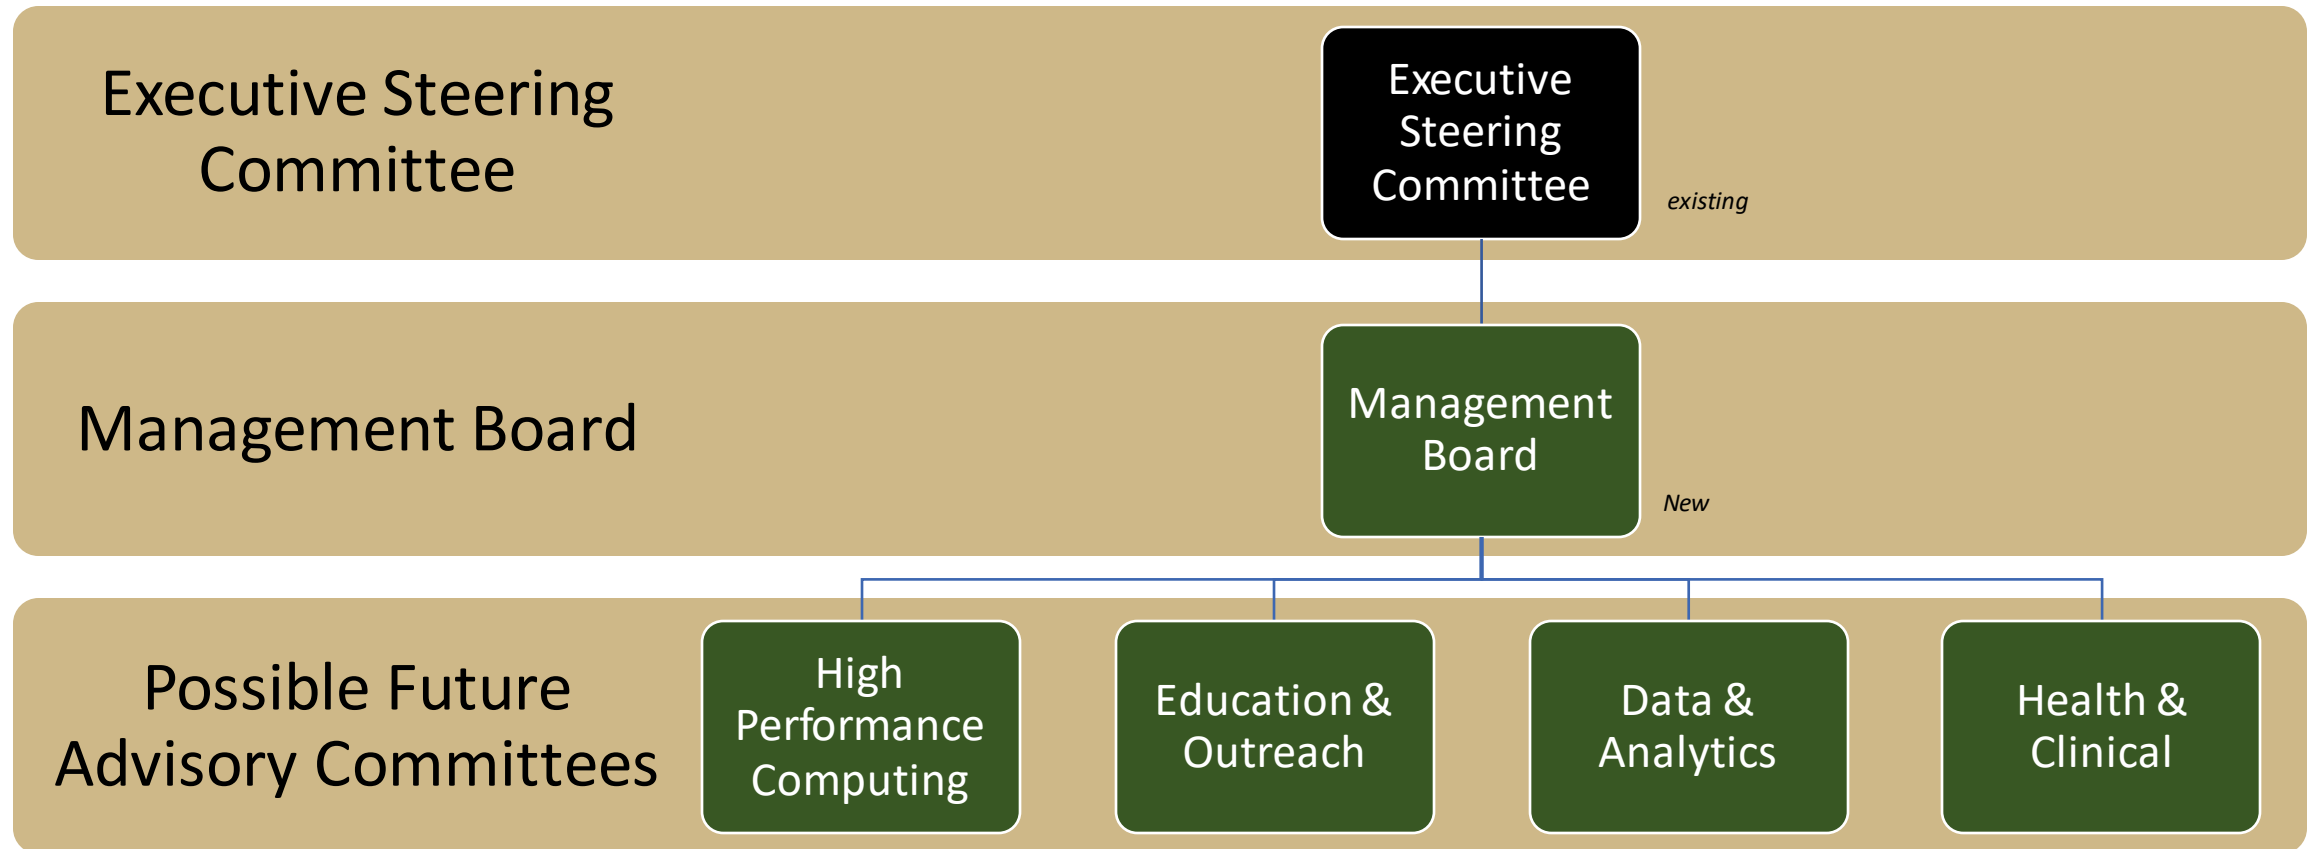 Executive Steering
Committee
Executive
Steering
Committee
existing
Management Board
Management
Board
New
Possible Future
Advisory Committees
High
Performance
Computing
Education &
Outreach
Data &
Analytics
Health &
Clinical